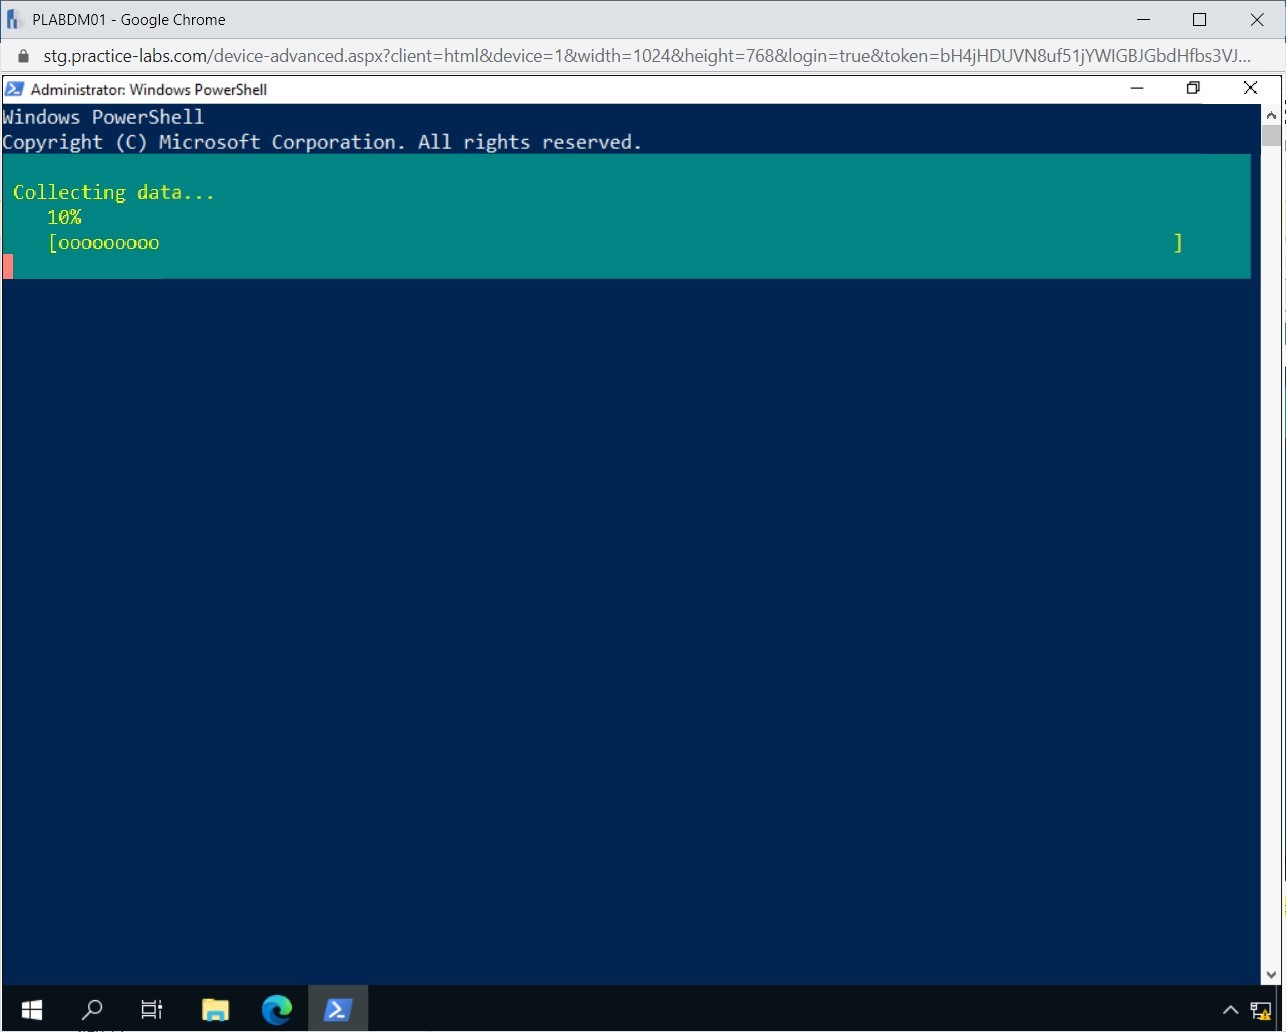 PLABDM01 - Google Chrome
stg.practice-labs.com/device-advanced.aspx?client=html&device=1&width=1024&height=768&login=true&token=bH4jHDUVN8uf51jYWIGBJGbdHfbs3VJ...
Administrator: Windows PowerShell
Windows PowerShell
Copyright (C) Microsoft Corporation. All rights reserved.
Collecting data...
10%
[ooooooooo ]